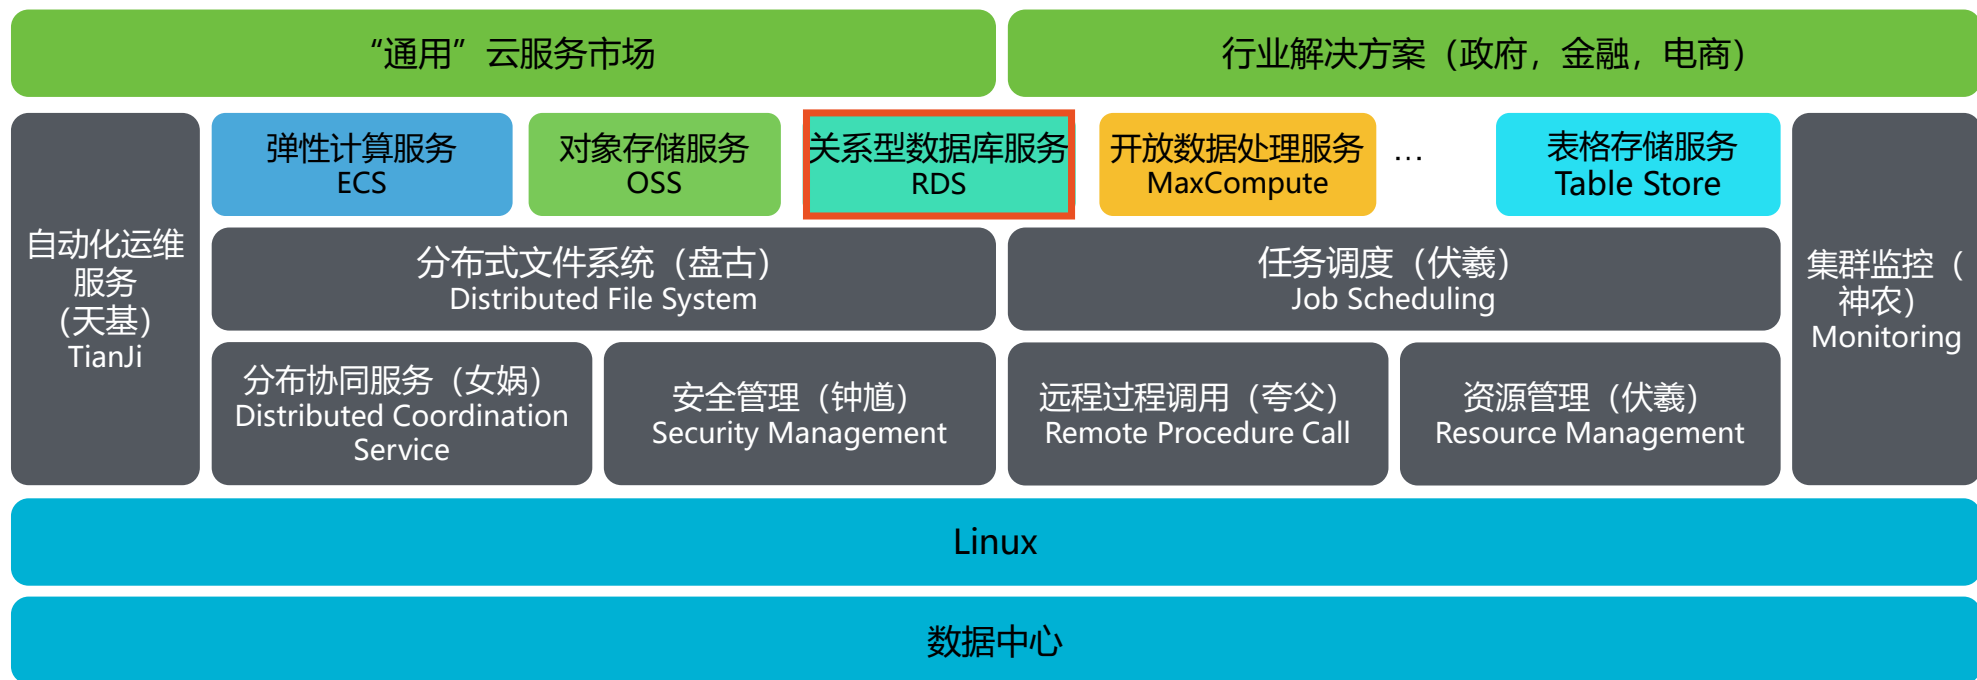 “通用”云服务市场
行业解决方案（政府，金融，电商）
自动化运维
服务
（天基）
TianJi
弹性计算服务
ECS
对象存储服务
OSS
关系型数据库服务
RDS
开放数据处理服务
MaxCompute
…
表格存储服务
Table Store
集群监控（
神农）
Monitoring
分布式文件系统（盘古）
Distributed File System
任务调度（伏羲）
Job Scheduling
分布协同服务（女娲）
Distributed Coordination
Service
安全管理（钟馗）
Security Management
远程过程调用（夸父）
Remote Procedure Call
资源管理（伏羲）
Resource Management
Linux
数据中心